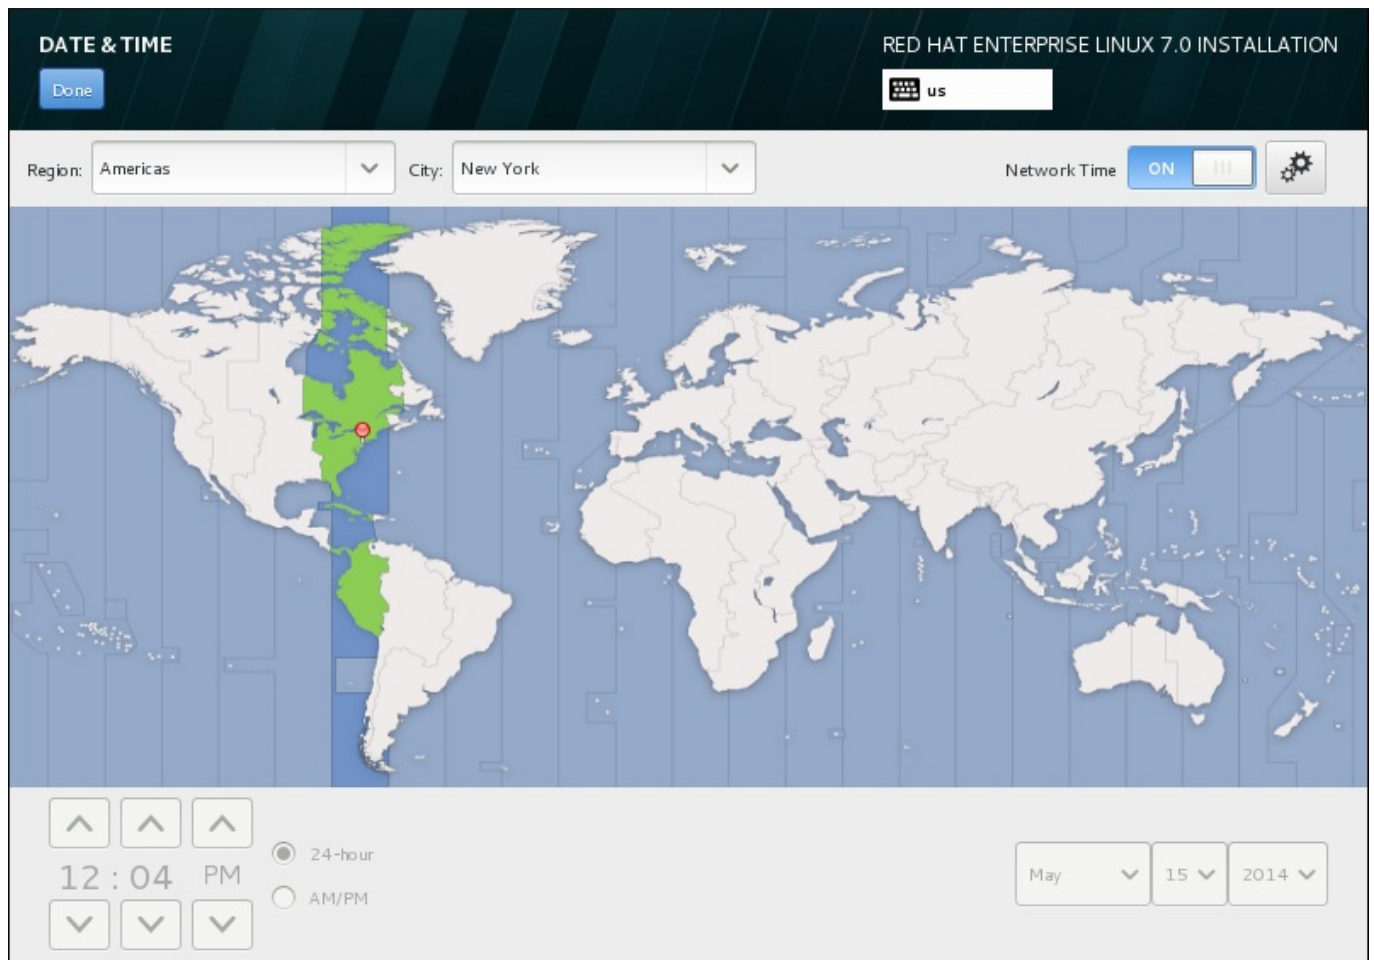 DATE & TIME
RED HAT ENTERPRISE LINUX 7.0 INSTALLATION
Done
us
Region:
Americas
City:
New York
Network Time
ON
12 : 04 PM
24-hour
AM/PM
May
15
2014